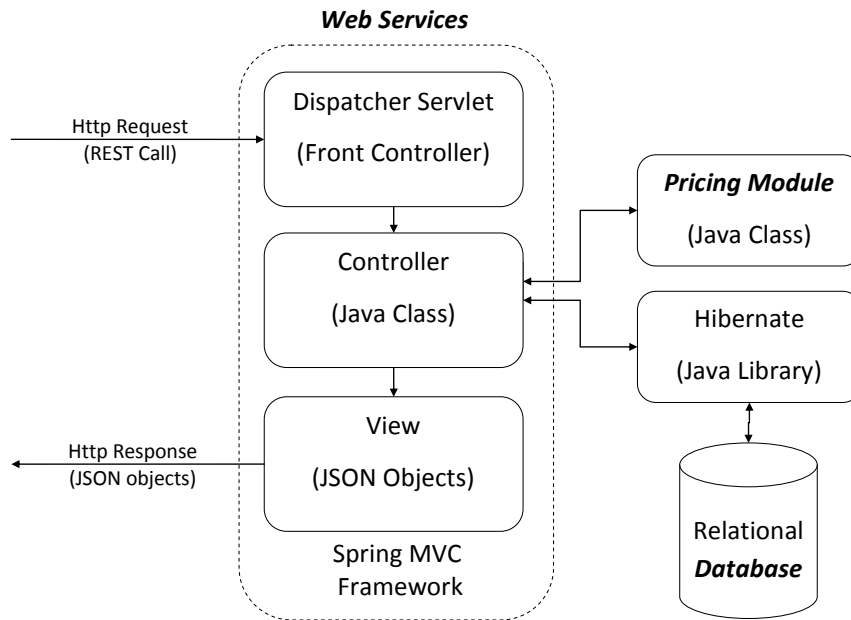 Web Services
Dispatcher Servlet
(Front Controller)
Http Request
(REST Call)
Pricing Module
(Java Class)
Controller
(Java Class)
Hibernate
(Java Library)
View
(JSON Objects)
Http Response
(JSON objects)
Relational
Database
Spring MVC
Framework